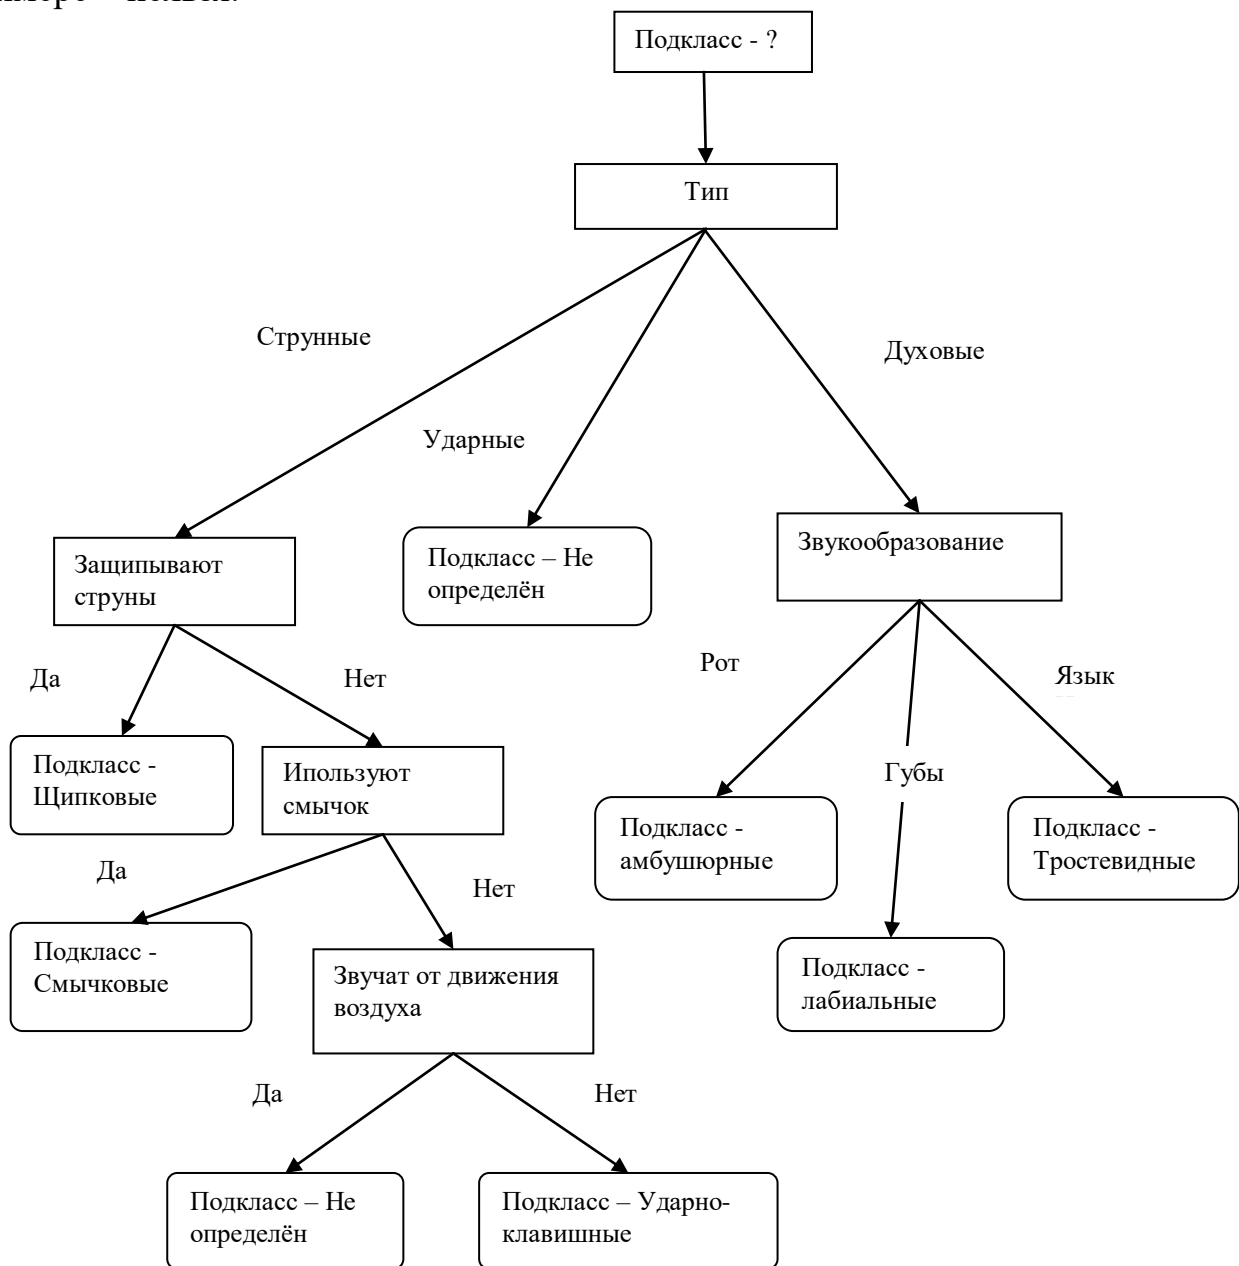 Подкласс - ?
Тип
Струнные
Духовые
Ударные
Защипывают
струны
Подкласс – Не
определён
Звукообразование
Да
Нет
Рот
Язык
Подкласс -
Щипковые
Ипользуют
смычок
Губы
Подкласс -
амбушюрные
Подкласс -
Тростевидные
Да
Нет
Подкласс -
Смычковые
Звучат от движения
воздуха
Подкласс -
лабиальные
Да
Нет
Подкласс – Не
определён
Подкласс – Ударно-
клавишные